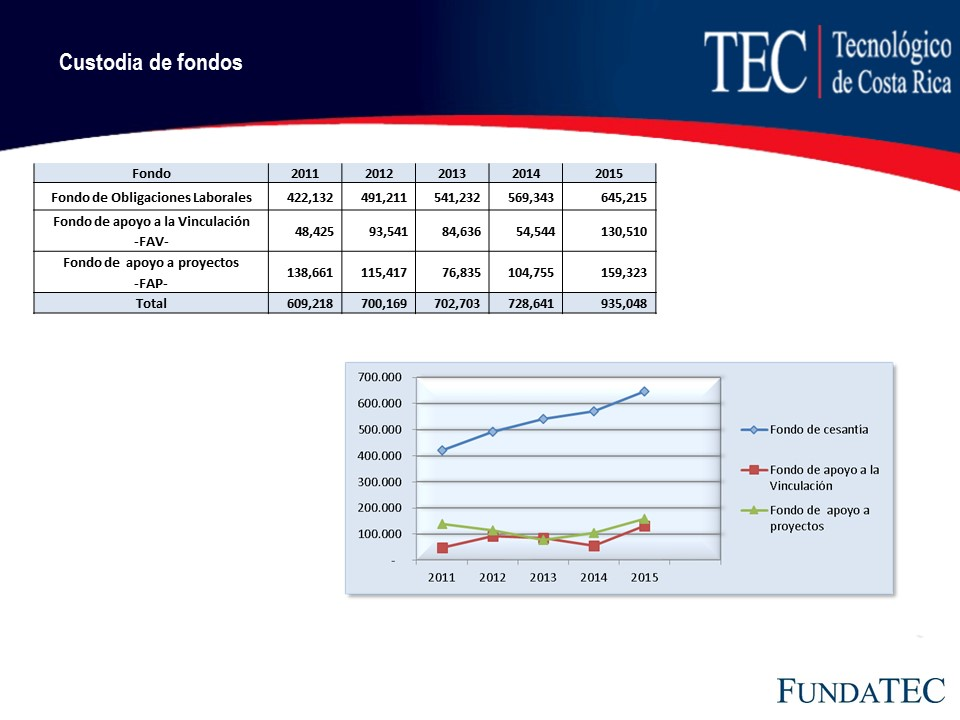 Custodia de fondos
TEC
Tecnológico
de Costa Rica
Fondo 2011 2012 2013 2014 2015
Fondo de Obligaciones Laborales 422,132 491,211 541,232 569,343 645,215
Fondo de apoyo a la Vinculación
-FAV- 48,425 93,541 84,636 54,544 130,510
Fondo de apoyo a proyectos
-FAP- 138,661 115,417 76,835 104,755 159,323
Total 609,218 700,169 702,703 728,641 935,048
700.000
600.000
500.000
400.000
300.000
200.000
100.000
-
2011 2012 2013 2014 2015
Fondo de cesantía
Fondo de apoyo a la
Vinculación
Fondo de apoyo a
proyectos
FUNDATEC